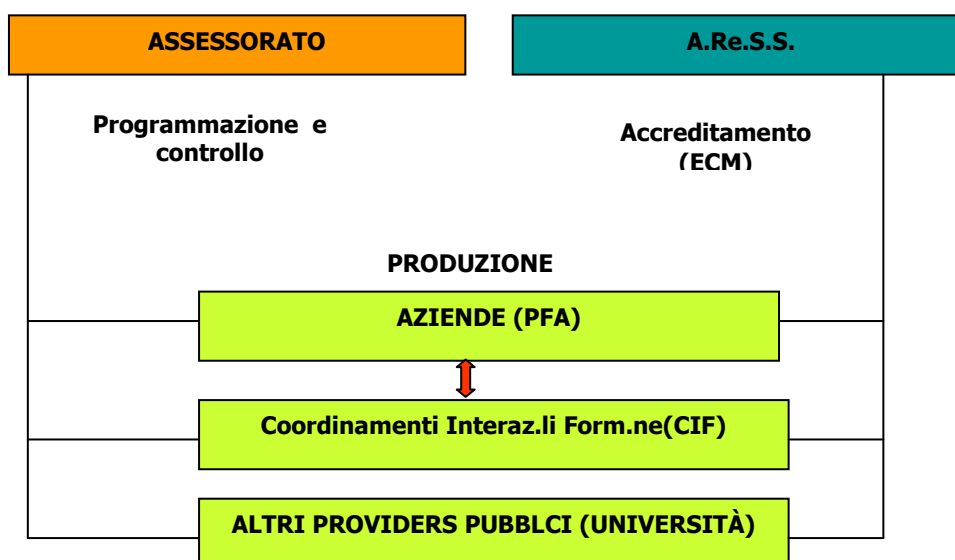 ASSESSORATO
A.Re.S.S.
Programmazione e
controllo
Accreditamento
(ECM)
PRODUZIONE
AZIENDE (PFA)
Coordinamenti Interaz.li Form.ne(CIF)
ALTRI PROVIDERS PUBBLCI (UNIVERSITÀ)